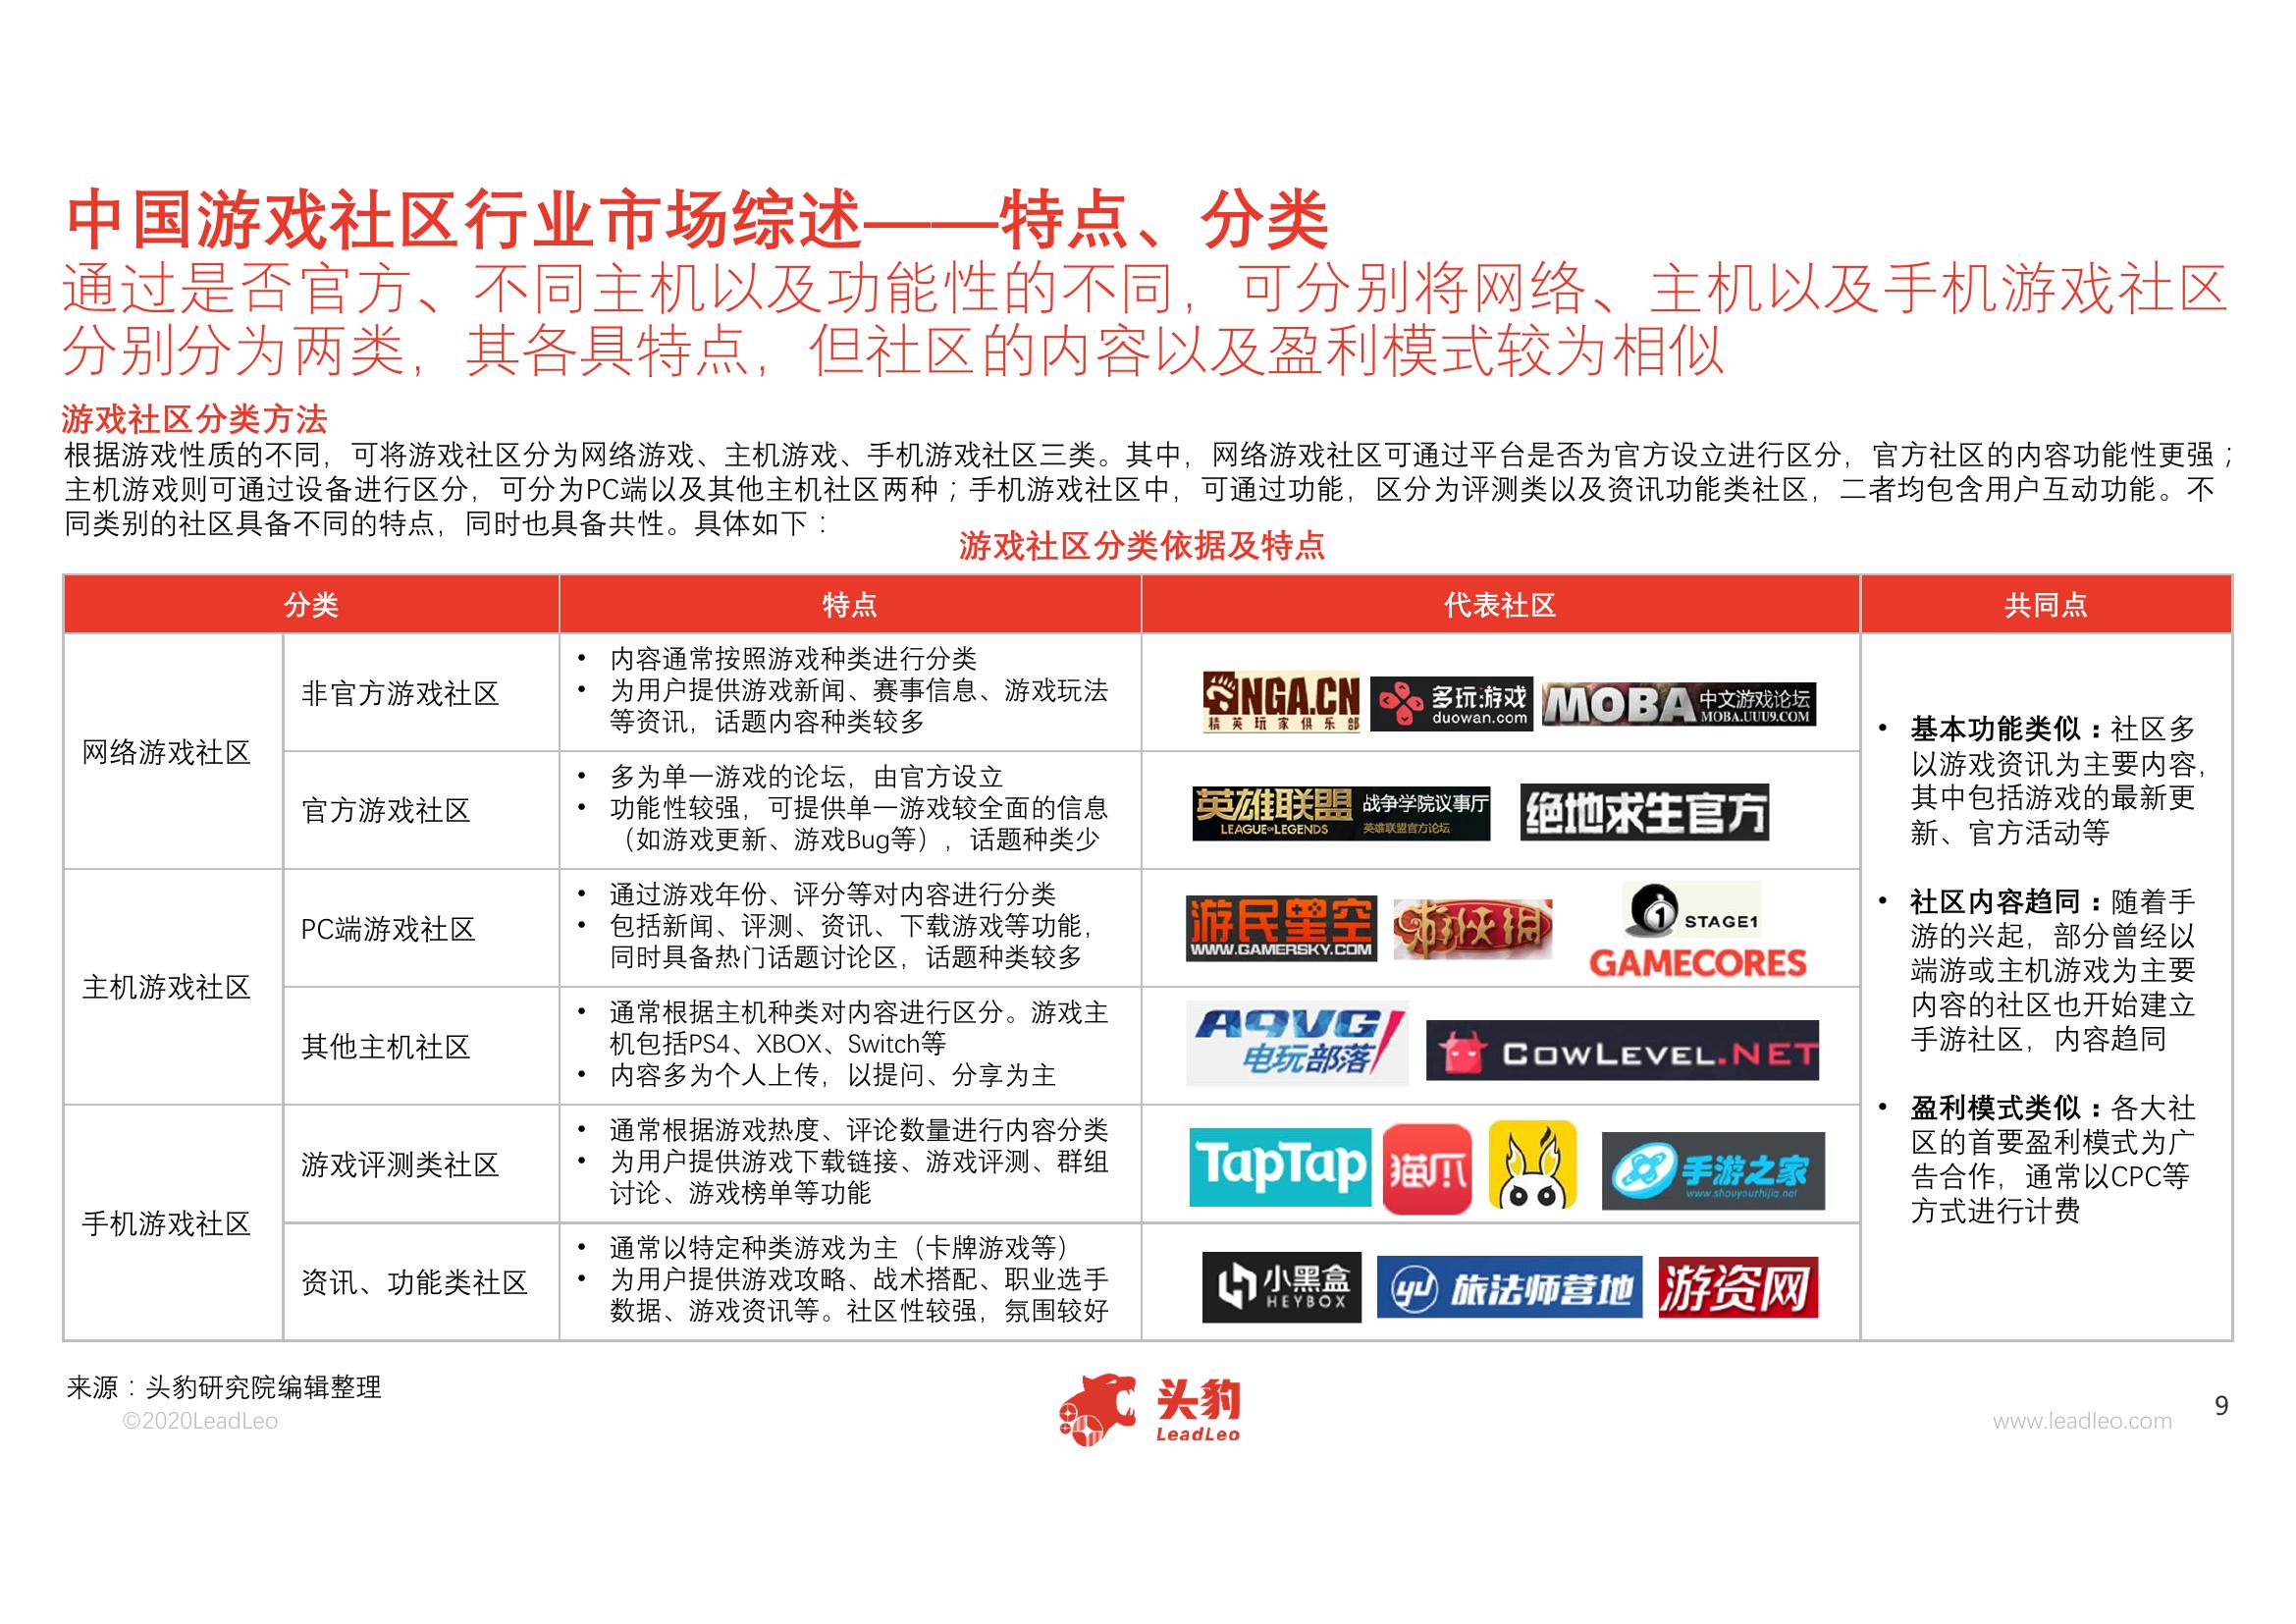 中国游戏社区行业市场综述——特点、分类
通过是否官方、不同主机以及功能性的不同，可分别将网络、主机以及手机游戏社区
分别分为两类，其各具特点，但社区的内容以及盈利模式较为相似
游戏社区分类方法
根据游戏性质的不同，可将游戏社区分为网络游戏、主机游戏、手机游戏社区三类。其中，网络游戏社区可通过平台是否为官方设立进行区分，官方社区的内容功能性更强；
主机游戏则可通过设备进行区分，可分为PC端以及其他主机社区两种；手机游戏社区中，可通过功能，区分为评测类以及资讯功能类社区，二者均包含用户互动功能。不
同类别的社区具备不同的特点，同时也具备共性。具体如下：
游戏社区分类依据及特点
分类 特点 代表社区 共同点
网络游戏社区
非官方游戏社区
• 内容通常按照游戏种类进行分类
• 为用户提供游戏新闻、赛事信息、游戏玩法
等资讯，话题内容种类较多
NGA.CN
精英玩家俱乐部
多玩游戏
duowan.com
MOBA 中文游戏论坛
MOBA.UUU9.COM
官方游戏社区
• 多为单一游戏的论坛，由官方设立
• 功能性较强，可提供单一游戏较全面的信息
（如游戏更新、游戏Bug等），话题种类少
英雄联盟 战争学院议事厅
LEAGUE OF LEGENDS 英雄联盟官方论坛
绝地求生官方
主机游戏社区
PC端游戏社区
• 通过游戏年份、评分等对内容进行分类
• 包括新闻、评测、资讯、下载游戏等功能，
同时具备热门话题讨论区，话题种类较多
游民星空
WWW.GAMERSKY.COM
游侠网
1 STAGE1
GAMECORES
其他主机社区
• 通常根据主机种类对内容进行区分。游戏主
机包括PS4、XBOX、Switch等
• 内容多为个人上传，以提问、分享为主
A9VG
电玩部落
COWLEVEL.NET
手机游戏社区
游戏评测类社区
• 通常根据游戏热度、评论数量进行内容分类
• 为用户提供游戏下载链接、游戏评测、群组
讨论、游戏榜单等功能
TapTap
猫爪
手游之家
www.shouyouzhijia.net
资讯、功能类社区
• 通常以特定种类游戏为主（卡牌游戏等）
• 为用户提供游戏攻略、战术搭配、职业选手
数据、游戏资讯等。社区性较强，氛围较好
小黑盒
HEYBOX
旅法师营地
游资网
• 基本功能类似：社区多
以游戏资讯为主要内容，
其中包括游戏的最新更
新、官方活动等
• 社区内容趋同：随着手
游的兴起，部分曾经以
端游或主机游戏为主要
内容的社区也开始建立
手游社区，内容趋同
• 盈利模式类似：各大社
区的首要盈利模式为广
告合作，通常以CPC等
方式进行计费
来源：头豹研究院编辑整理
©2020LeadLeo
头豹
LeadLeo
www.leadleo.com
9